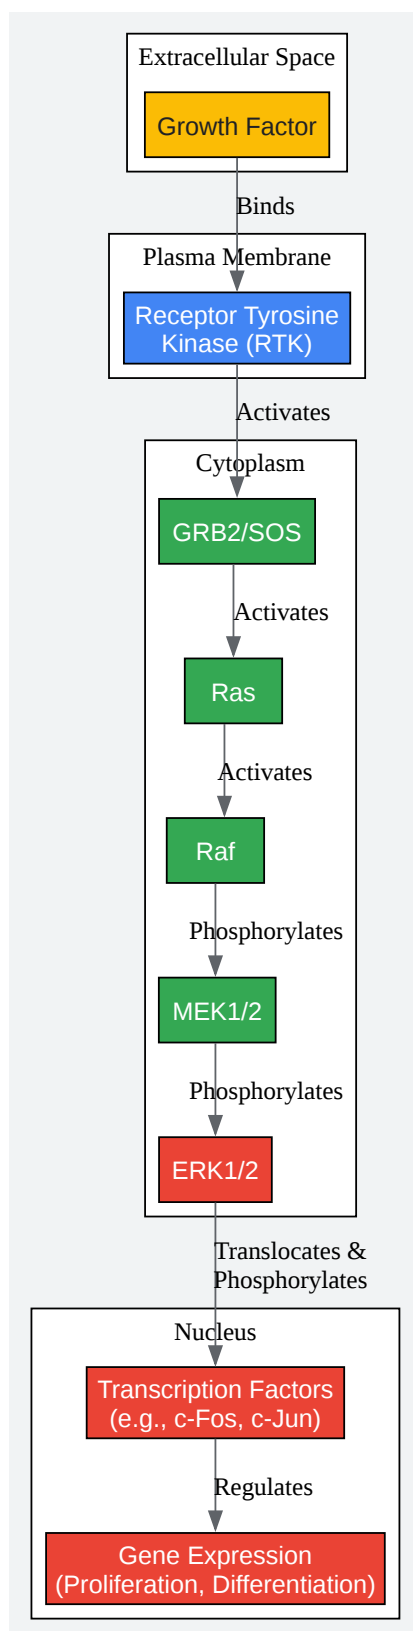 Extracellular Space
Growth Factor
Binds
Plasma Membrane
Receptor Tyrosine
Kinase (RTK)
Activates
Cytoplasm
GRB2/SOS
Activates
Ras
Activates
Raf
Phosphorylates
MEK1/2
Phosphorylates
ERK1/2
Translocates &
Phosphorylates
Nucleus
Transcription Factors
(e.g., c-Fos, c-Jun)
Regulates
Gene Expression
(Proliferation, Differentiation)